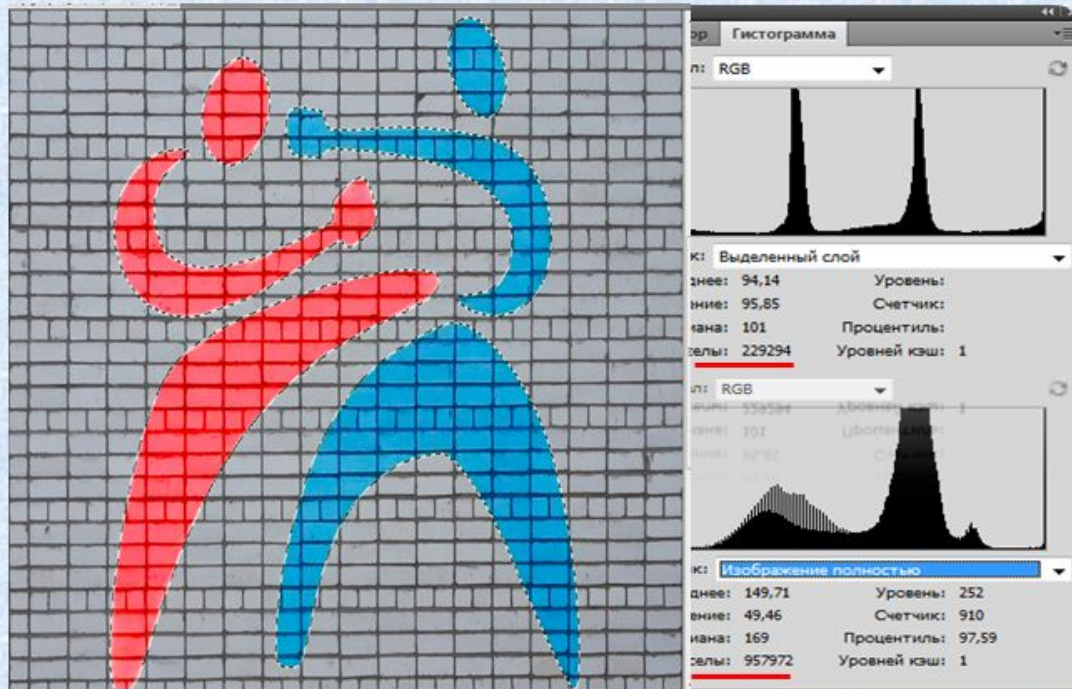 ор Гистограмма
л: RGB
к: Выделенный слой
днее: 94,14 Уровень:
ение: 95,85 Счетчик:
иана: 101 Процентиль:
селы: 229294 Уровней кэш: 1
л: RGB
к: Изображение полностью
днее: 149,71 Уровень: 252
ение: 49,46 Счетчик: 910
иана: 169 Процентиль: 97,59
селы: 957972 Уровней кэш: 1